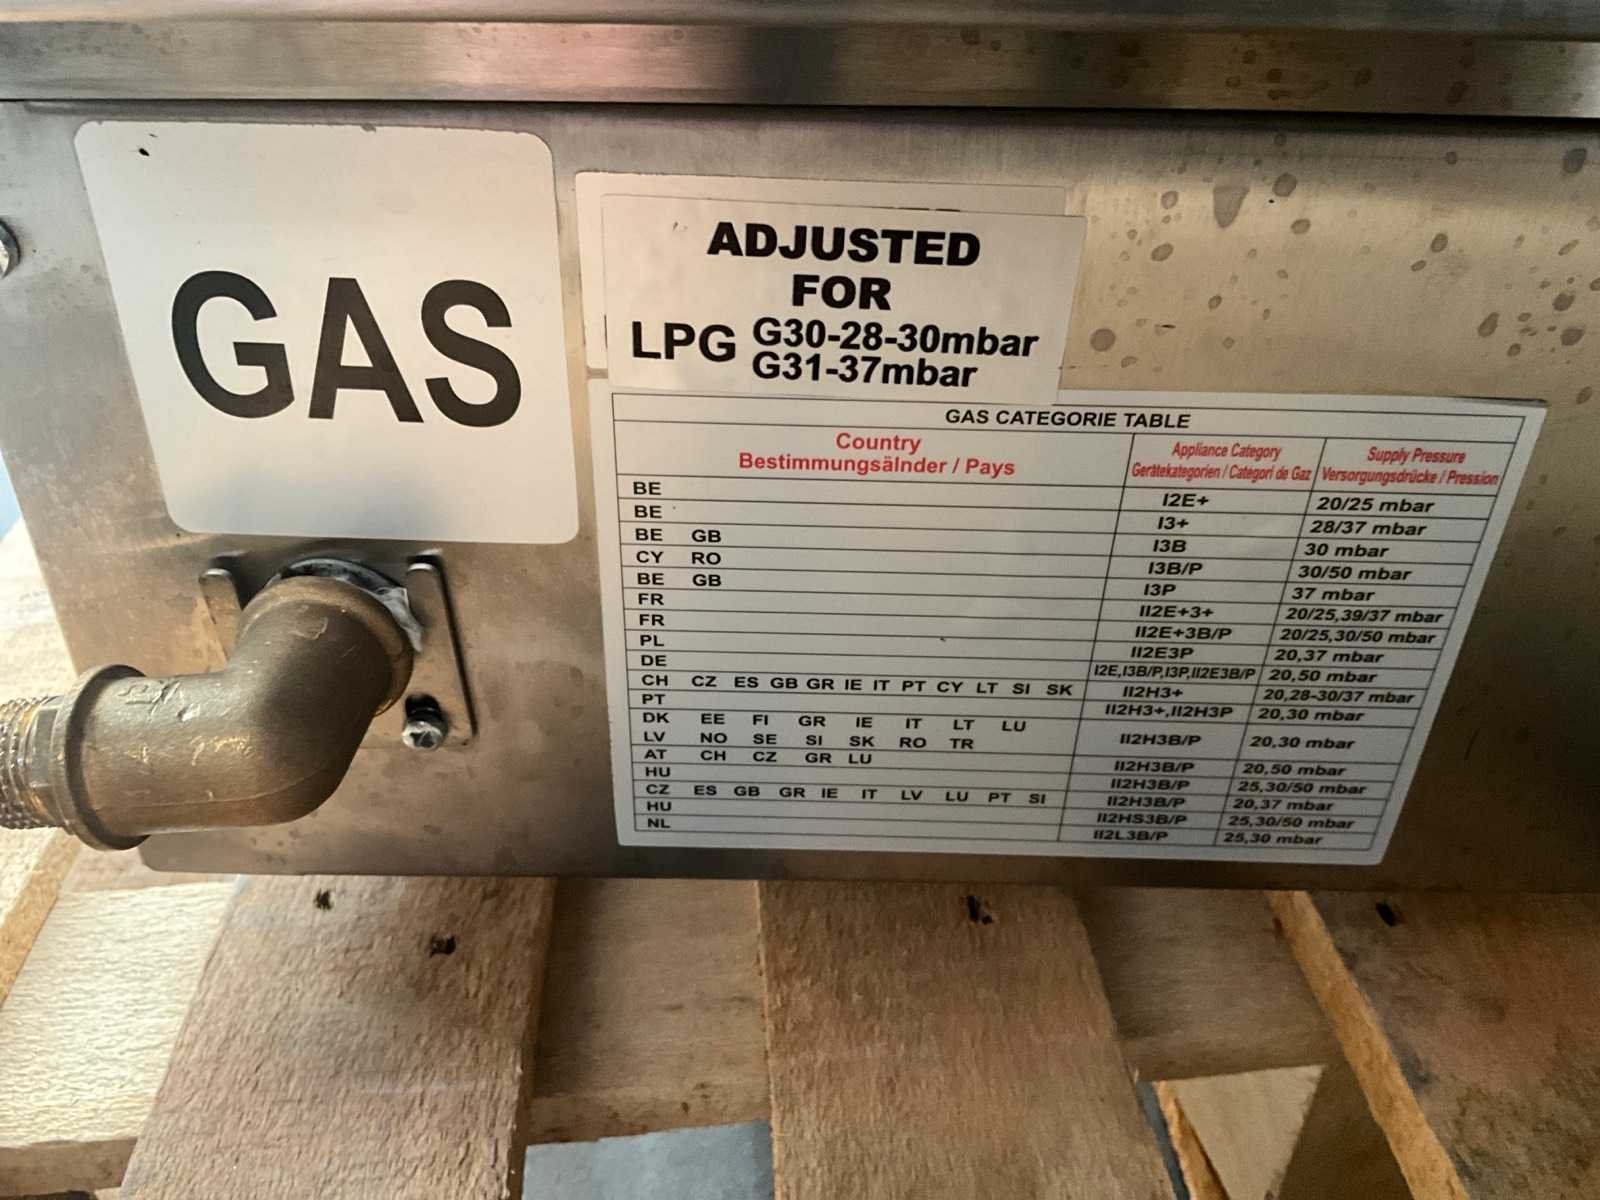 GAS
ADJUSTED
FOR
LPG G30-28-30mbar
G31-37mbar
GAS CATEGORIE TABLE
Country
Bestimmungsälnder / Pays
Appliance Category
Gerätekategorien / Categori de Gaz
Supply Pressure
Versorgungsdrücke / Pression
BE I2E+ 20/25 mbar
BE I3+ 28/37 mbar
BE GB I3B 30 mbar
CY RO I3B/P 30/50 mbar
BE GB I3P 37 mbar
FR II2E+3+ 20/25,39/37 mbar
FR II2E+3B/P 20/25,30/50 mbar
PL II2E3P 20,37 mbar
DE I2E,I3B/P,I3P,II2E3B/P 20,50 mbar
CH CZ ES GB GR IE IT PT CY LT SI SK II2H3+ 20,28-30/37 mbar
PT II2H3+,II2H3P 20,30 mbar
DK EE FI GR IE IT LT LU
LV NO SE SI SK RO TR II2H3B/P 20,30 mbar
AT CH CZ GR LU II2H3B/P 20,50 mbar
HU II2H3B/P 25,30/50 mbar
CZ ES GB GR IE IT LV LU PT SI II2H3B/P 20,37 mbar
HU II2HS3B/P 25,30/50 mbar
NL II2L3B/P 25,30 mbar